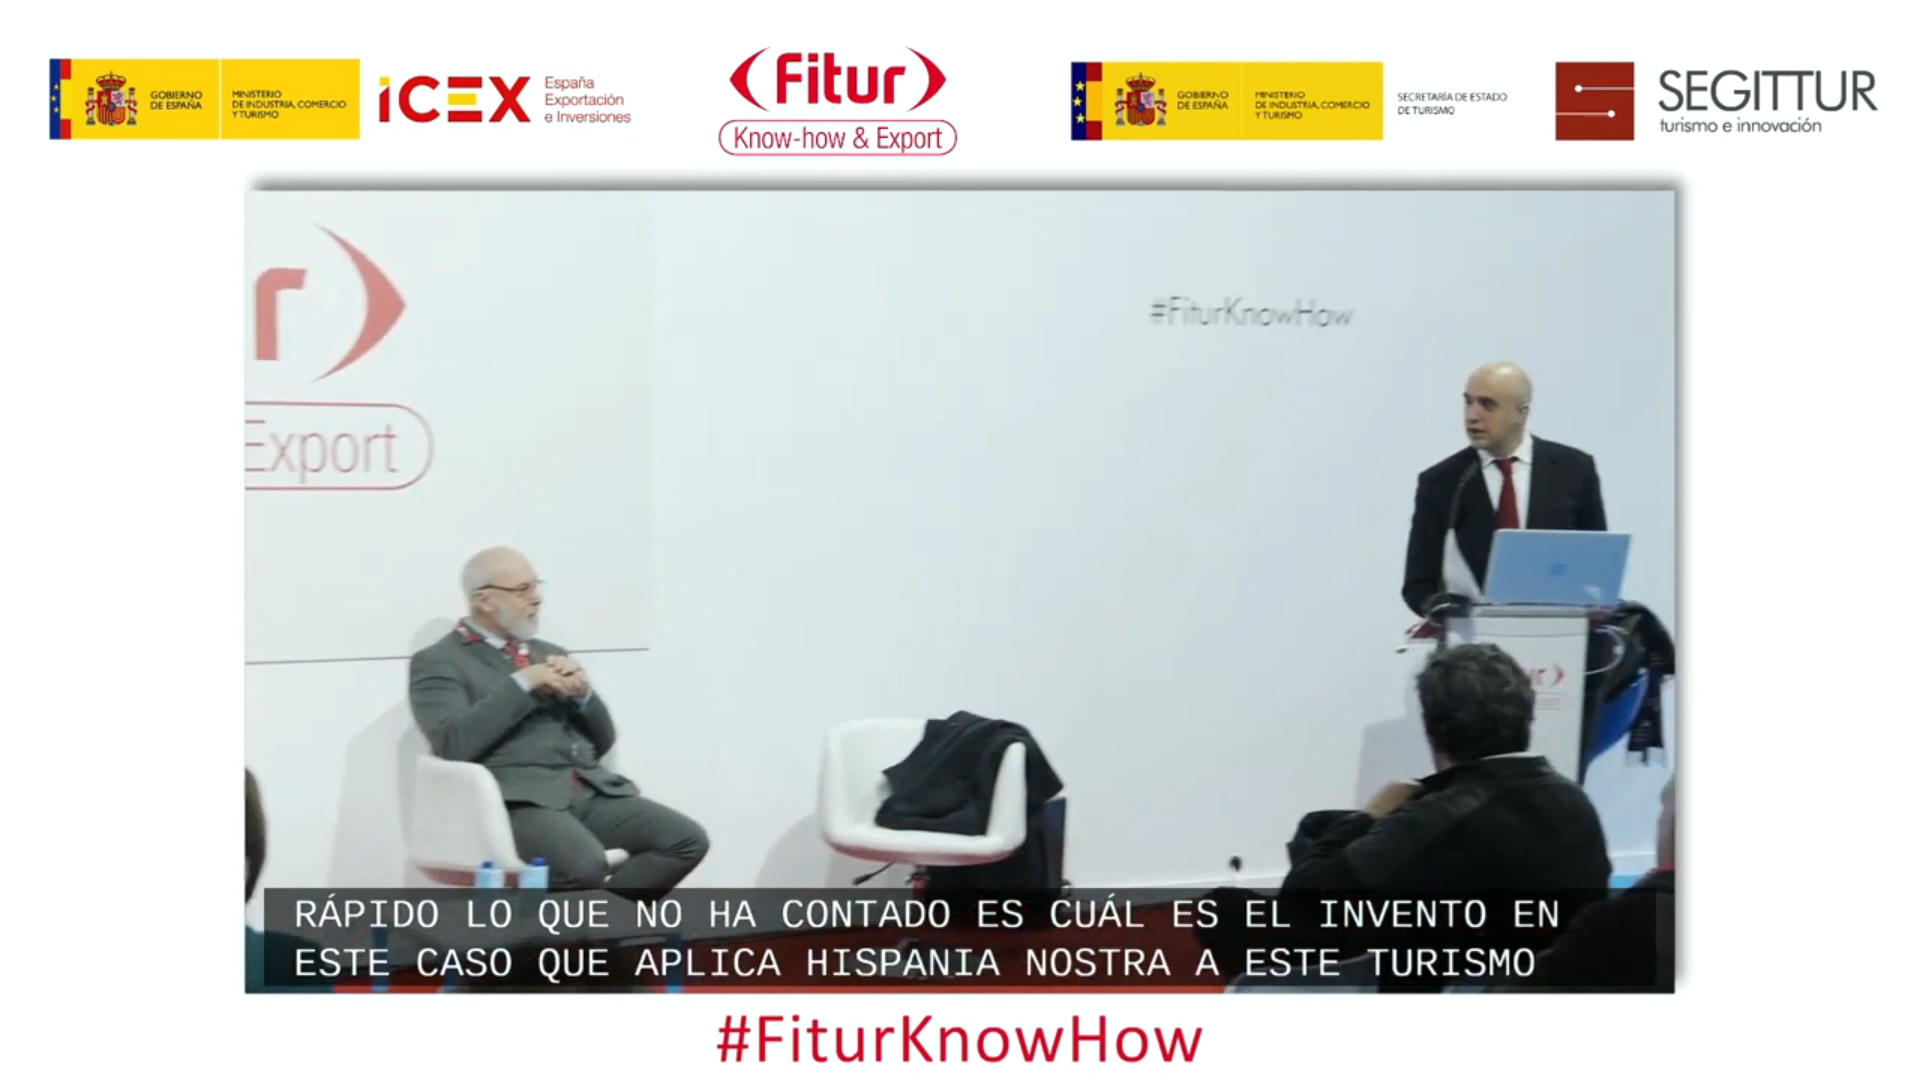 GOBIERNO
DE ESPAÑA
MINISTERIO
DE INDUSTRIA, COMERCIO
Y TURISMO
iCEX
España
Exportación
e Inversiones
Fitur
Know-how & Export
GOBIERNO
DE ESPAÑA
MINISTERIO
DE INDUSTRIA, COMERCIO
Y TURISMO
SECRETARÍA DE ESTADO
DE TURISMO
SEGITTUR
turismo e innovación
r
Export
#FiturKnowHow
ur
RÁPIDO LO QUE NO HA CONTADO ES CUÁL ES EL INVENTO EN
ESTE CASO QUE APLICA HISPANIA NOSTRA A ESTE TURISMO
#FiturKnowHow